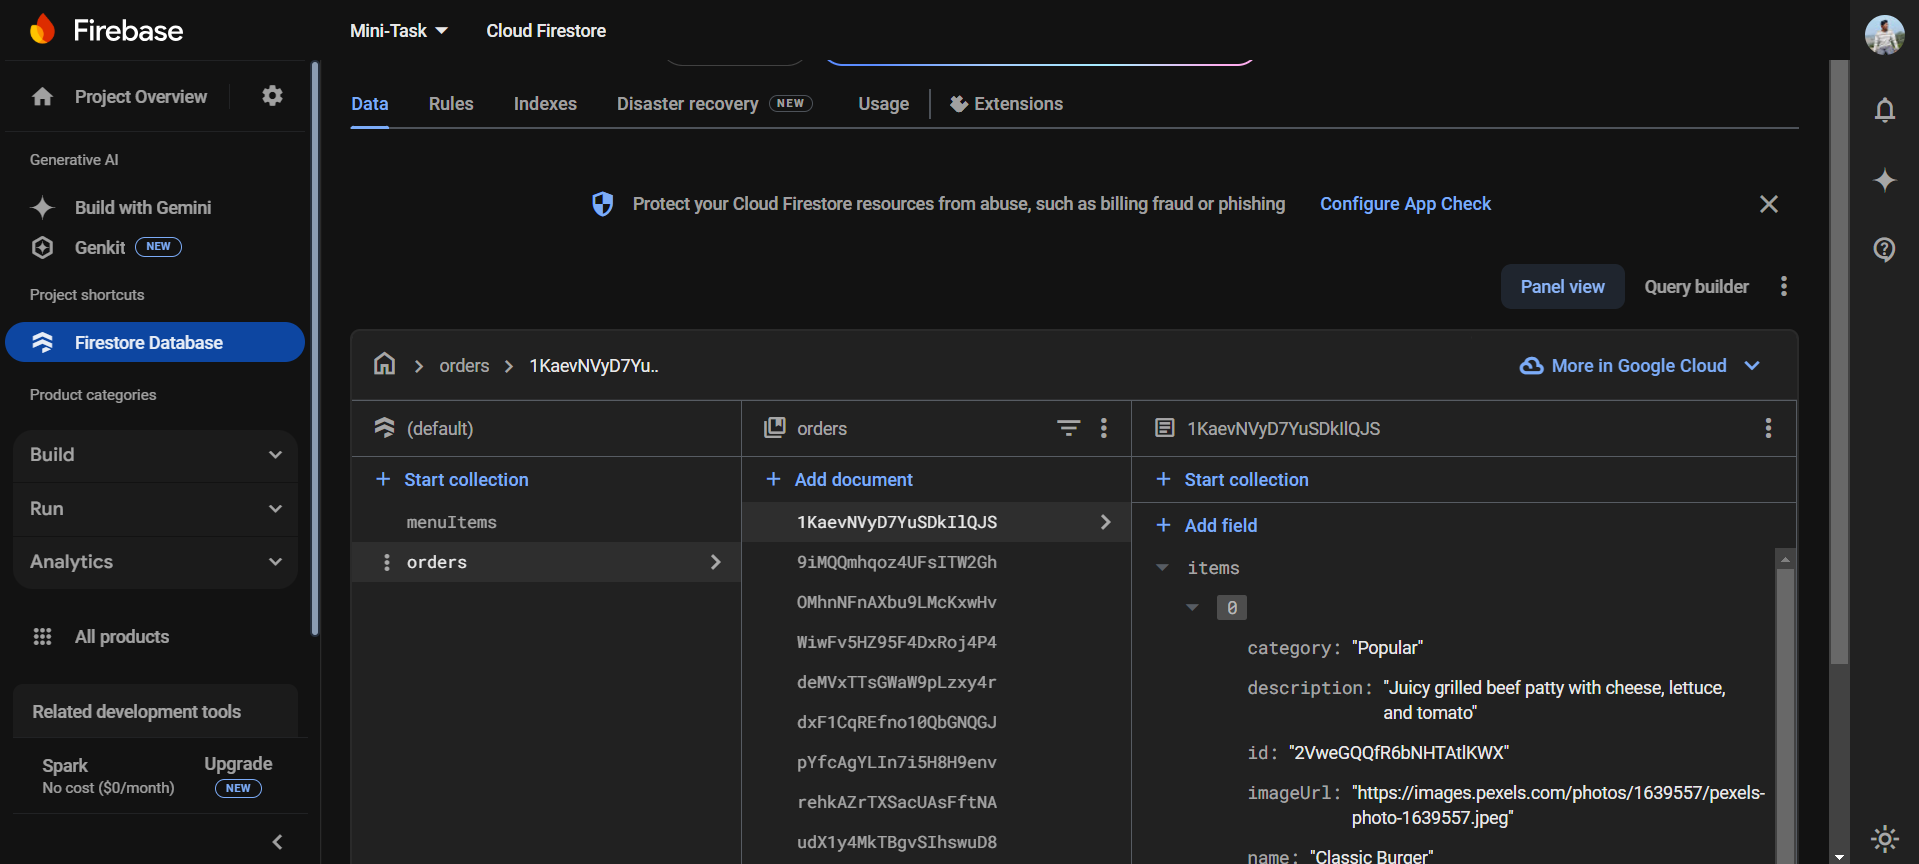 Firebase
Mini-Task
Cloud Firestore
Project Overview
Generative AI
Build with Gemini
Genkit NEW
Project shortcuts
Firestore Database
Product categories
Build
Run
Analytics
All products
Related development tools
Spark
No cost ($0/month)
Upgrade
NEW
Data
Rules
Indexes
Disaster recovery NEW
Usage
Extensions
Protect your Cloud Firestore resources from abuse, such as billing fraud or phishing
Configure App Check
Panel view
Query builder
orders
1KaevNVyD7Yu..
More in Google Cloud
(default)
Start collection
menuItems
orders
orders
Add document
1KaevNVyD7YuSDkIlQJS
9iMQQmhqoz4UFsITW2Gh
OMhnNFnAXbu9LMcKxwHv
WiwFv5HZ95F4DxRoj4P4
deMVxTTsGWaW9pLzxy4r
dxF1CqREfno10QbGNQGJ
pYfcAgYLIn7i5H8H9env
rehkAZrTXSacUAsFftNA
udX1y4MkTBgvSIhswuD8
1KaevNVyD7YuSDkIlQJS
Start collection
Add field
items
0
category: "Popular"
description: "Juicy grilled beef patty with cheese, lettuce,
and tomato"
id: "2VweGQQfR6bNHTAtlKWX"
imageUrl: "https://images.pexels.com/photos/1639557/pexels-
photo-1639557.jpeg"
name: "Classic Burger"